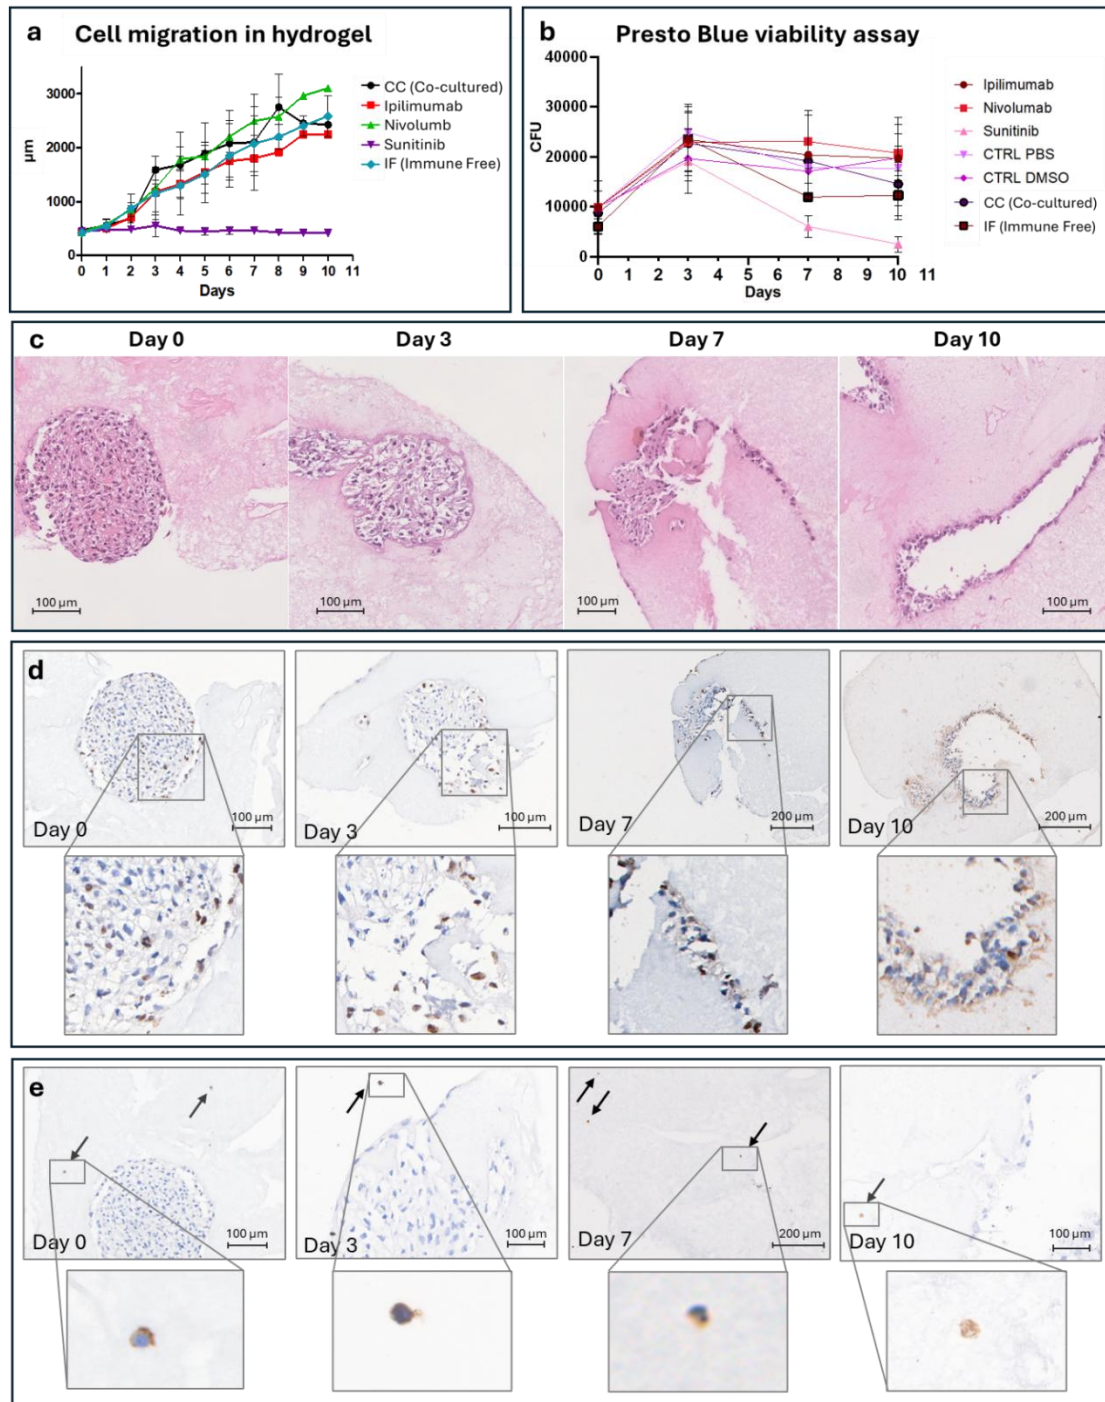 a Cell migration in hydrogel
3000
2000
1000
0
µm
0 1 2 3 4 5 6 7 8 9 10 11
Days
CC (Co-cultured)
Ipilimumab
Nivolumb
Sunitinib
IF (Immune Free)
b Presto Blue viability assay
40000
30000
20000
10000
0
CFU
0 1 2 3 4 5 6 7 8 9 10 11
Days
Ipilimumab
Nivolumab
Sunitinib
CTRL PBS
CTRL DMSO
CC (Co-cultured)
IF (Immune Free)
c Day 0 Day 3 Day 7 Day 10
100 µm 100 µm 100 µm 100 µm
d
Day 0 100 µm Day 3 100 µm Day 7 200 µm Day 10 200 µm
e
Day 0 100 µm Day 3 100 µm Day 7 200 µm Day 10 100 µm